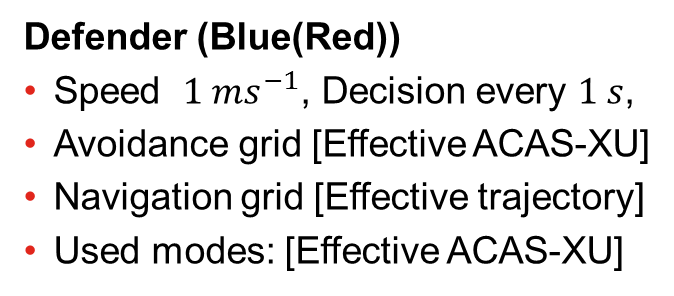 Defender (Blue(Red))
• Speed 1 ms⁻¹, Decision every 1 s,
• Avoidance grid [Effective ACAS-XU]
• Navigation grid [Effective trajectory]
• Used modes: [Effective ACAS-XU]